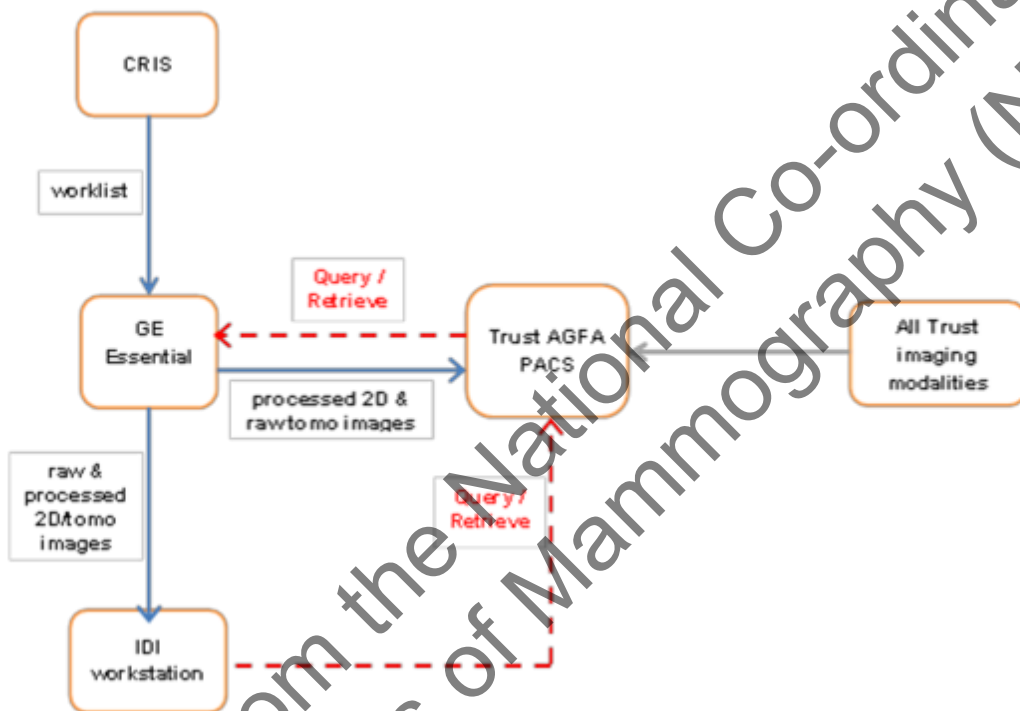 CRIS
worklist
Query /
Retrieve
GE
Essential
Trust AGFA
PACS
All Trust
imaging
modalities
processed 2D &
raw tomo images
raw &
processed
2D/tomo
images
Query /
Retrieve
IDI
workstation
om the National Co-ordina
s of Mammography (N